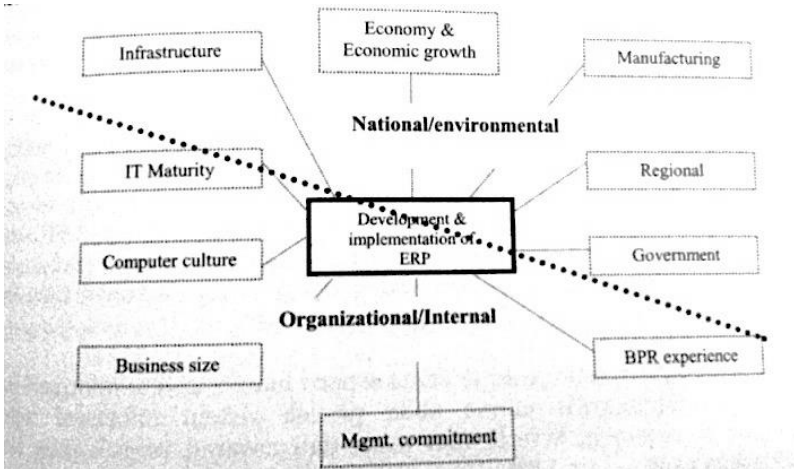 Economy &
Economic growth
Infrastructure
Manufacturing
National/environmental
IT Maturity
Regional
Development &
implementation of
ERP
Computer culture
Government
Organizational/Internal
Business size
BPR experience
Mgmt. commitment